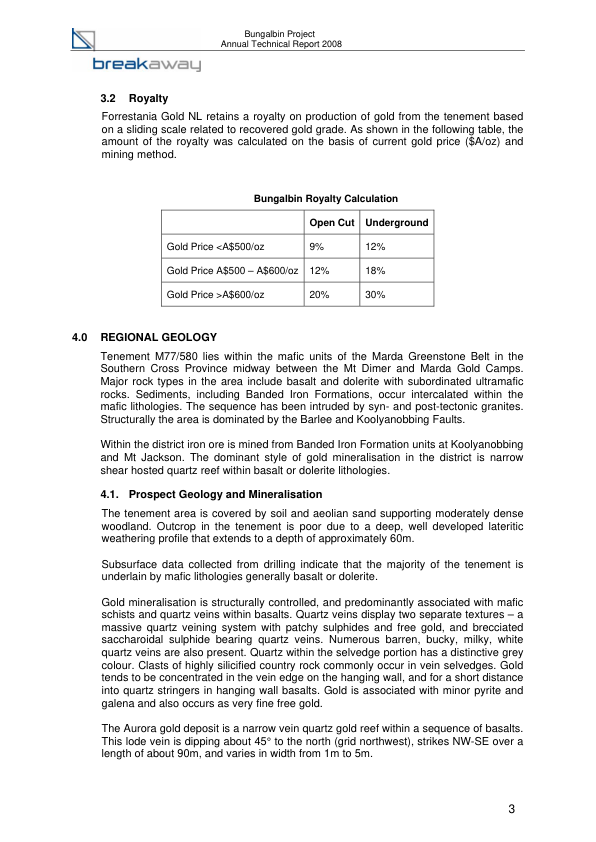 Bungalbin Project
Annual Technical Report 2008
breakaway
3.2 Royalty
Forrestania Gold NL retains a royalty on production of gold from the tenement based
on a sliding scale related to recovered gold grade. As shown in the following table, the
amount of the royalty was calculated on the basis of current gold price ($A/oz) and
mining method.
Bungalbin Royalty Calculation
Open Cut Underground
Gold Price <A$500/oz 9% 12%
Gold Price A$500 – A$600/oz 12% 18%
Gold Price >A$600/oz 20% 30%
4.0 REGIONAL GEOLOGY
Tenement M77/580 lies within the mafic units of the Marda Greenstone Belt in the
Southern Cross Province midway between the Mt Dimer and Marda Gold Camps.
Major rock types in the area include basalt and dolerite with subordinated ultramafic
rocks. Sediments, including Banded Iron Formations, occur intercalated within the
mafic lithologies. The sequence has been intruded by syn- and post-tectonic granites.
Structurally the area is dominated by the Barlee and Koolyanobbing Faults.
Within the district iron ore is mined from Banded Iron Formation units at Koolyanobbing
and Mt Jackson. The dominant style of gold mineralisation in the district is narrow
shear hosted quartz reef within basalt or dolerite lithologies.
4.1. Prospect Geology and Mineralisation
The tenement area is covered by soil and aeolian sand supporting moderately dense
woodland. Outcrop in the tenement is poor due to a deep, well developed lateritic
weathering profile that extends to a depth of approximately 60m.
Subsurface data collected from drilling indicate that the majority of the tenement is
underlain by mafic lithologies generally basalt or dolerite.
Gold mineralisation is structurally controlled, and predominantly associated with mafic
schists and quartz veins within basalts. Quartz veins display two separate textures – a
massive quartz veining system with patchy sulphides and free gold, and brecciated
saccharoidal sulphide bearing quartz veins. Numerous barren, bucky, milky, white
quartz veins are also present. Quartz within the selvedge portion has a distinctive grey
colour. Clasts of highly silicified country rock commonly occur in vein selvedges. Gold
tends to be concentrated in the vein edge on the hanging wall, and for a short distance
into quartz stringers in hanging wall basalts. Gold is associated with minor pyrite and
galena and also occurs as very fine free gold.
The Aurora gold deposit is a narrow vein quartz gold reef within a sequence of basalts.
This lode vein is dipping about 45° to the north (grid northwest), strikes NW-SE over a
length of about 90m, and varies in width from 1m to 5m.
3